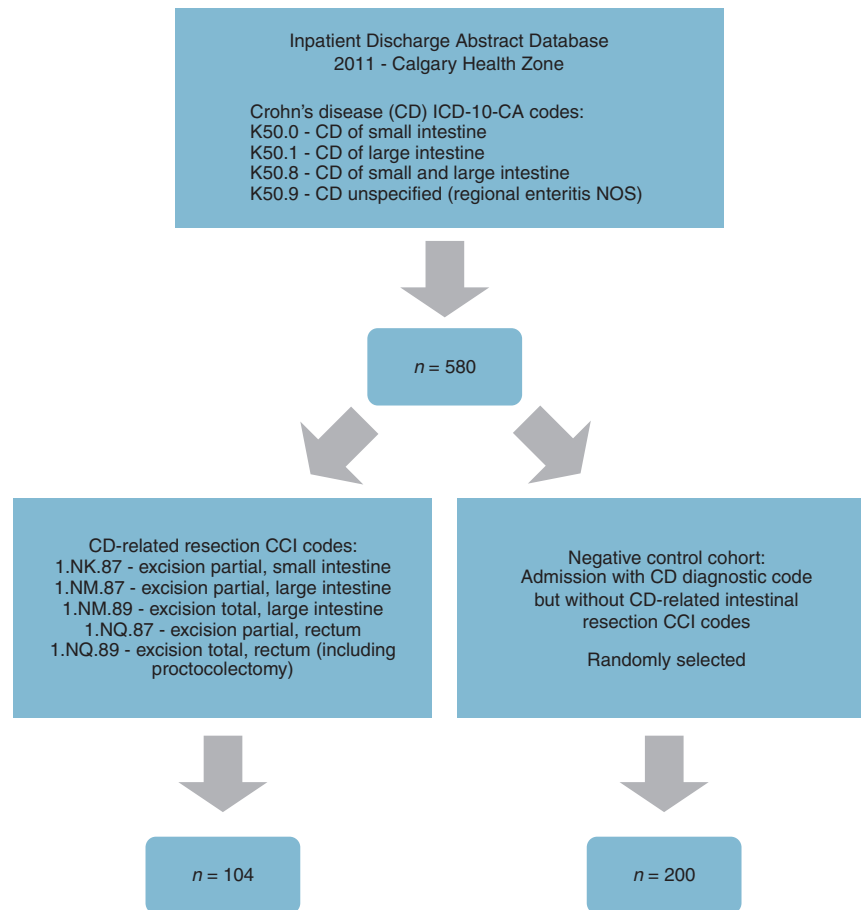 Inpatient Discharge Abstract Database
2011 - Calgary Health Zone
Crohn's disease (CD) ICD-10-CA codes:
K50.0 - CD of small intestine
K50.1 - CD of large intestine
K50.8 - CD of small and large intestine
K50.9 - CD unspecified (regional enteritis NOS)
n = 580
CD-related resection CCI codes:
1.NK.87 - excision partial, small intestine
1.NM.87 - excision partial, large intestine
1.NM.89 - excision total, large intestine
1.NQ.87 - excision partial, rectum
1.NQ.89 - excision total, rectum (including
proctocolectomy)
Negative control cohort:
Admission with CD diagnostic code
but without CD-related intestinal
resection CCI codes
Randomly selected
n = 104
n = 200